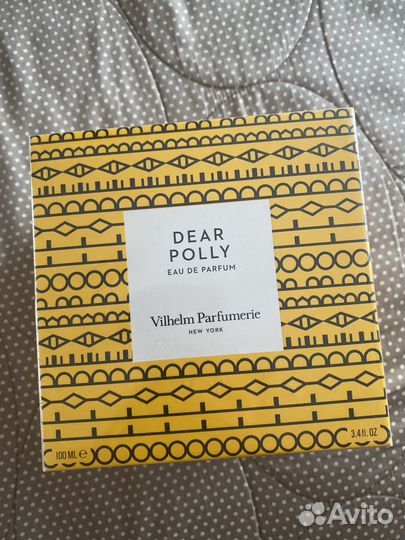 DEAR
POLLY
EAU DE PARFUM
Vilhelm Parfumerie
NEW YORK
100 ML ℮
3.4 fl. OZ
Avito